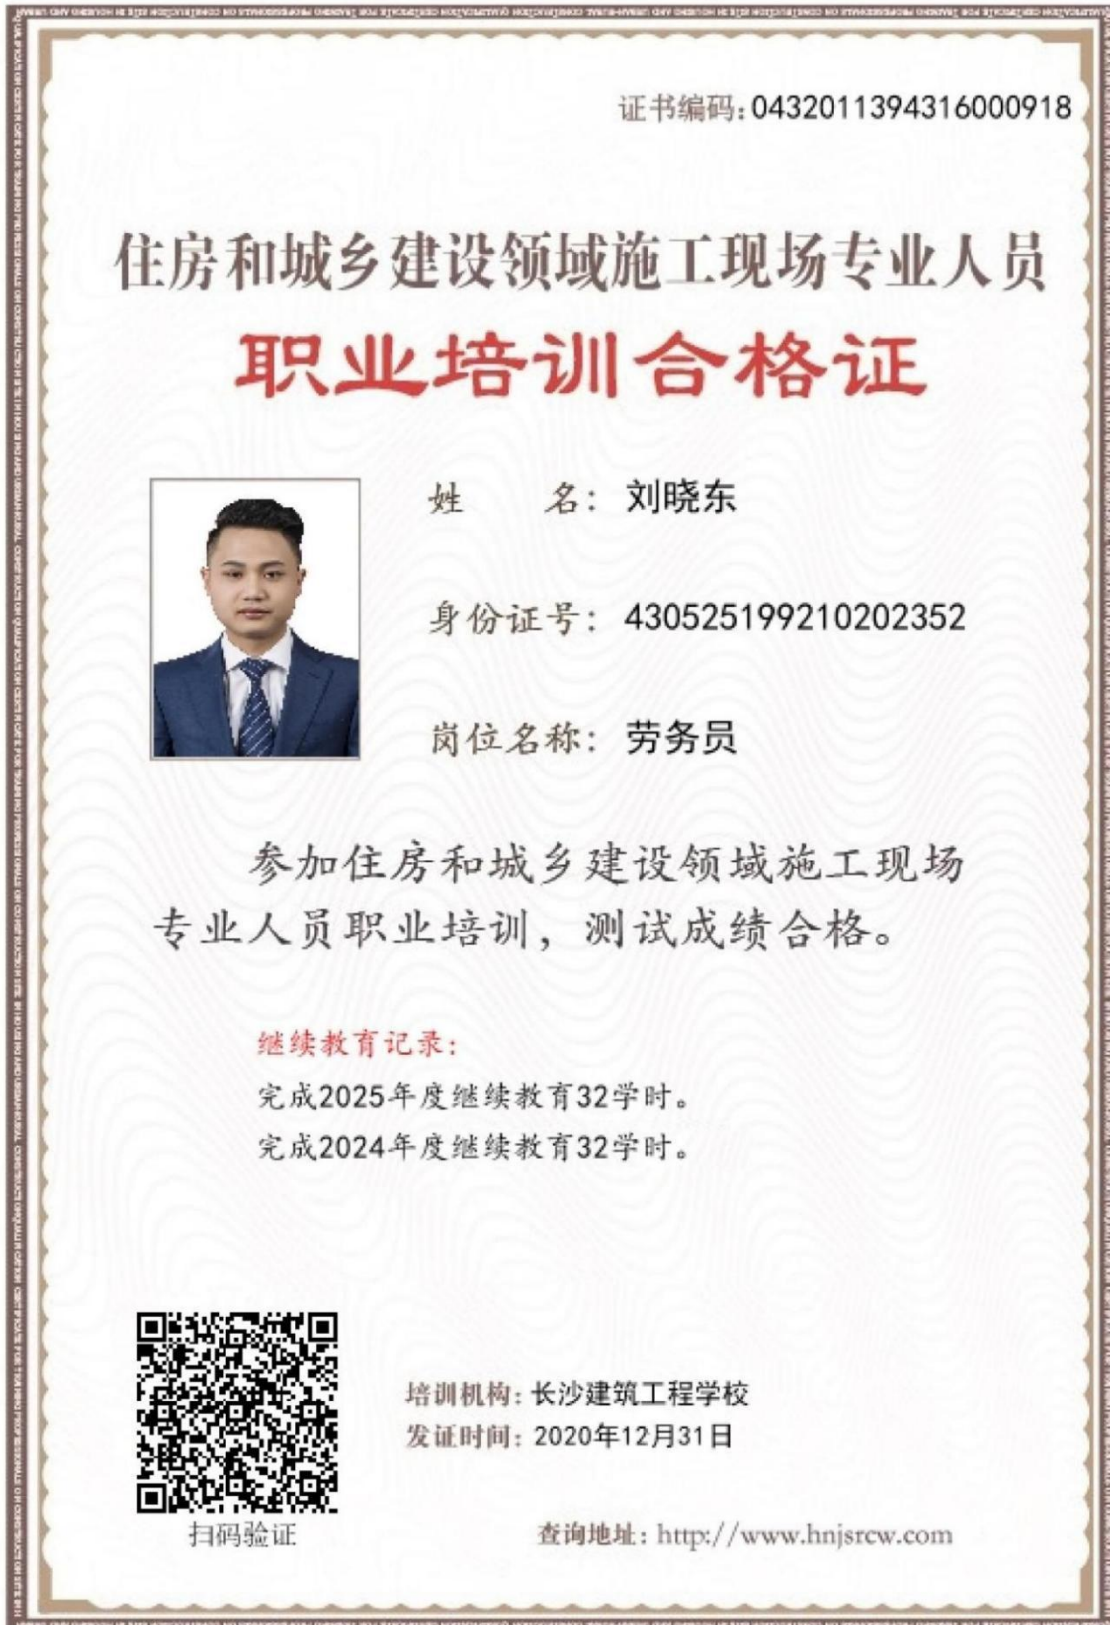 证书编码:0432011394316000918
住房和城乡建设领域施工现场专业人员
职业培训合格证
姓 名: 刘晓东
身份证号: 430525199210202352
岗位名称: 劳务员
参加住房和城乡建设领域施工现场
专业人员职业培训，测试成绩合格。
继续教育记录:
完成2025年度继续教育32学时。
完成2024年度继续教育32学时。
培训机构: 长沙建筑工程学校
发证时间: 2020年12月31日
扫码验证
查询地址: http://www.hnjsrcw.com